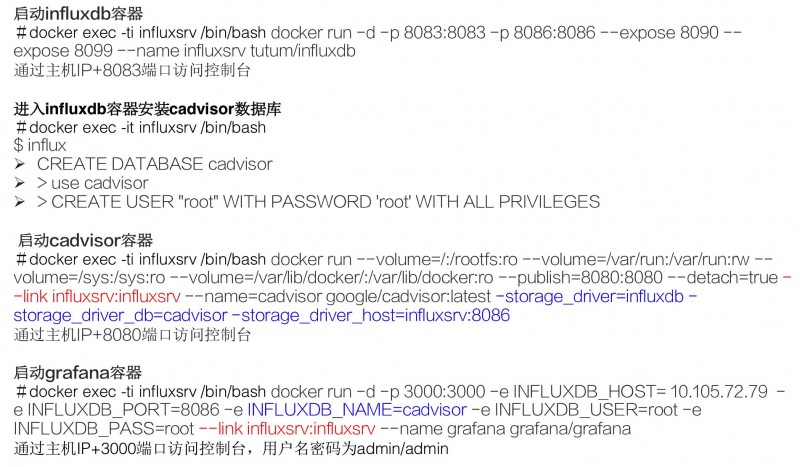 启动influxdb容器
#docker exec -ti influxsrv /bin/bash docker run -d -p 8083:8083 -p 8086:8086 --expose 8090 --
expose 8099 --name influxsrv tutum/influxdb
通过主机IP+8083端口访问控制台
进入influxdb容器安装cadvisor数据库
#docker exec -it influxsrv /bin/bash
$ influx
➢ CREATE DATABASE cadvisor
➢ > use cadvisor
➢ > CREATE USER "root" WITH PASSWORD 'root' WITH ALL PRIVILEGES
启动cadvisor容器
#docker exec -ti influxsrv /bin/bash docker run --volume=/:/rootfs:ro --volume=/var/run:/var/run:rw --
volume=/sys:/sys:ro --volume=/var/lib/docker/:/var/lib/docker:ro --publish=8080:8080 --detach=true -
-link influxsrv:influxsrv --name=cadvisor google/cadvisor:latest -storage_driver=influxdb -
storage_driver_db=cadvisor -storage_driver_host=influxsrv:8086
通过主机IP+8080端口访问控制台
启动grafana容器
#docker exec -ti influxsrv /bin/bash docker run -d -p 3000:3000 -e INFLUXDB_HOST= 10.105.72.79 -
e INFLUXDB_PORT=8086 -e INFLUXDB_NAME=cadvisor -e INFLUXDB_USER=root -e
INFLUXDB_PASS=root --link influxsrv:influxsrv --name grafana grafana/grafana
通过主机IP+3000端口访问控制台，用户名密码为admin/admin